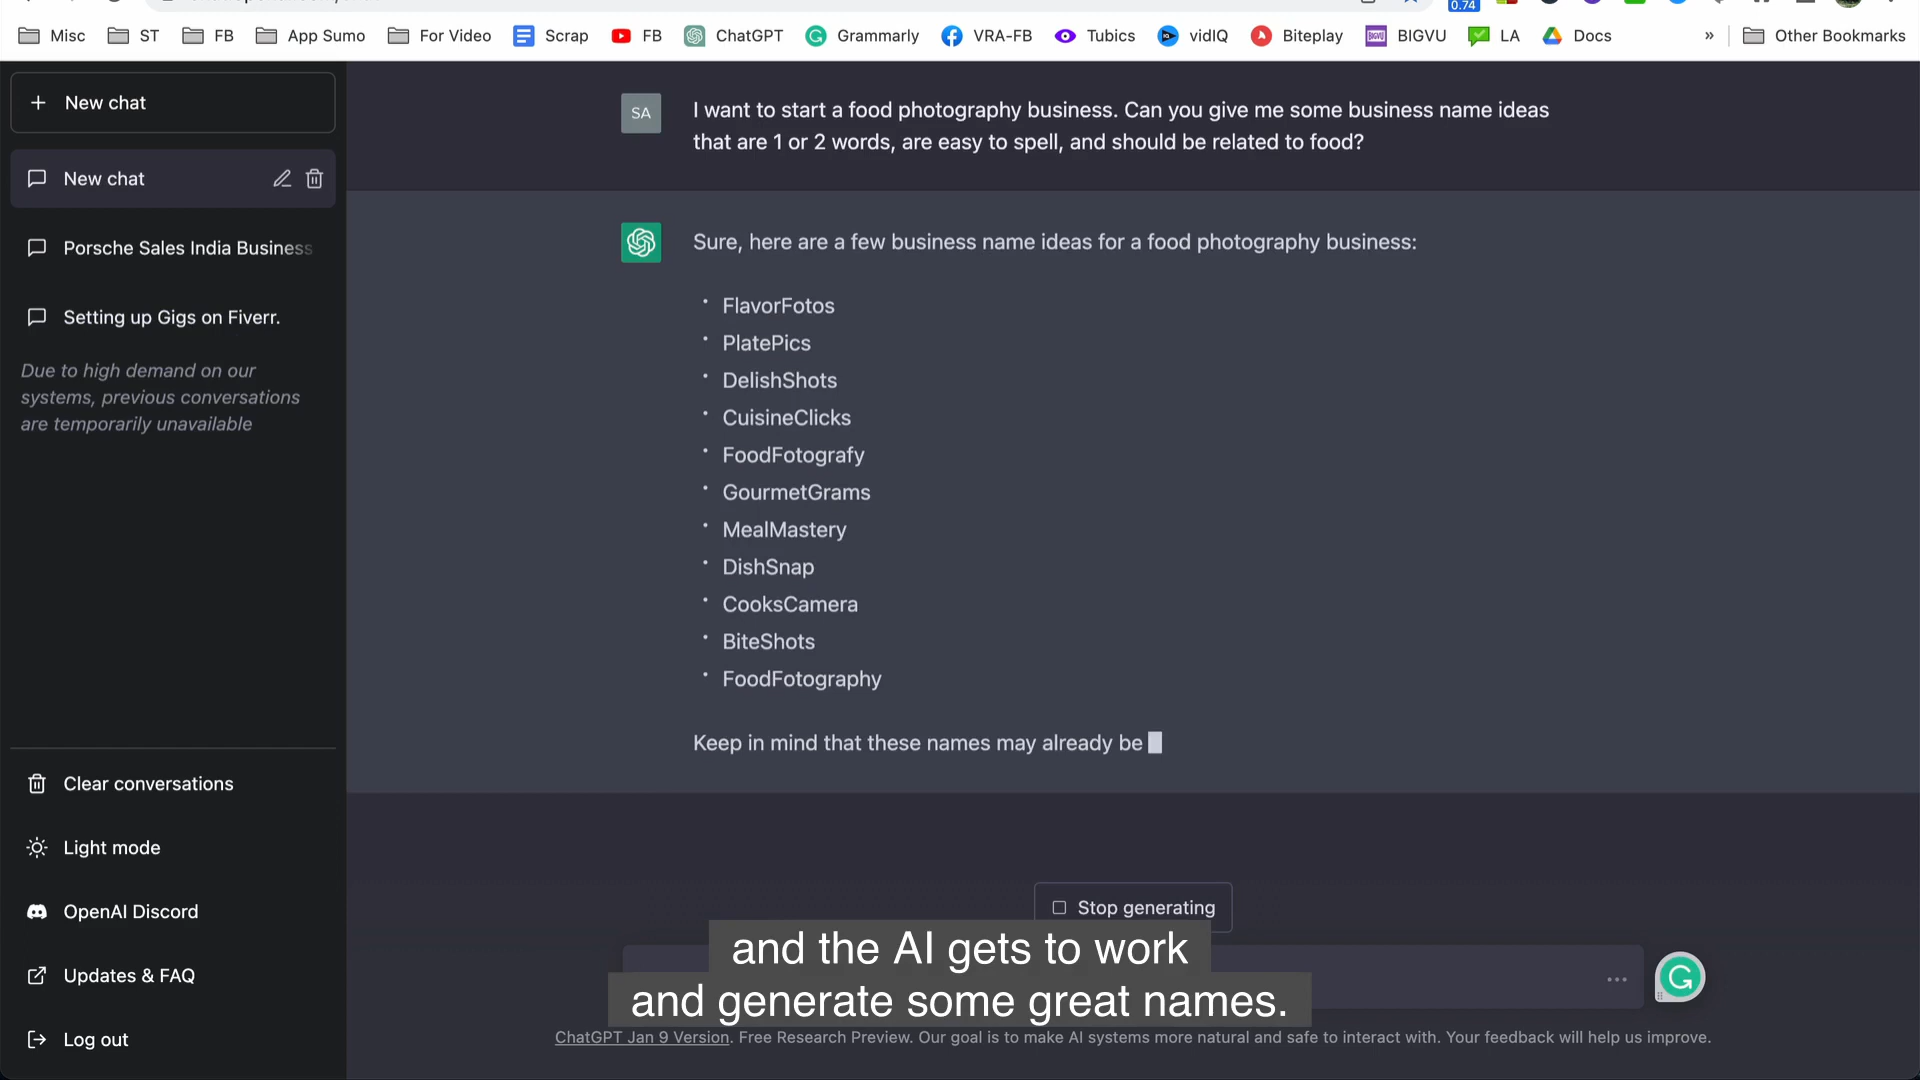 0.74
Misc
ST
FB
App Sumo
For Video
Scrap
FB
ChatGPT
Grammarly
VRA-FB
Tubics
vidIQ
Biteplay
BIGVU
BIGVU
LA
Docs
»
Other Bookmarks
+ New chat
New chat
Porsche Sales India Business
Setting up Gigs on Fiverr.
Due to high demand on our
systems, previous conversations
are temporarily unavailable
Clear conversations
Light mode
OpenAI Discord
Updates & FAQ
Log out
SA
I want to start a food photography business. Can you give me some business name ideas
that are 1 or 2 words, are easy to spell, and should be related to food?
Sure, here are a few business name ideas for a food photography business:
• FlavorFotos
• PlatePics
• DelishShots
• CuisineClicks
• FoodFotografy
• GourmetGrams
• MealMastery
• DishSnap
• CooksCamera
• BiteShots
• FoodFotography
Keep in mind that these names may already be
Stop generating
and the AI gets to work
and generate some great names.
ChatGPT Jan 9 Version. Free Research Preview. Our goal is to make AI systems more natural and safe to interact with. Your feedback will help us improve.